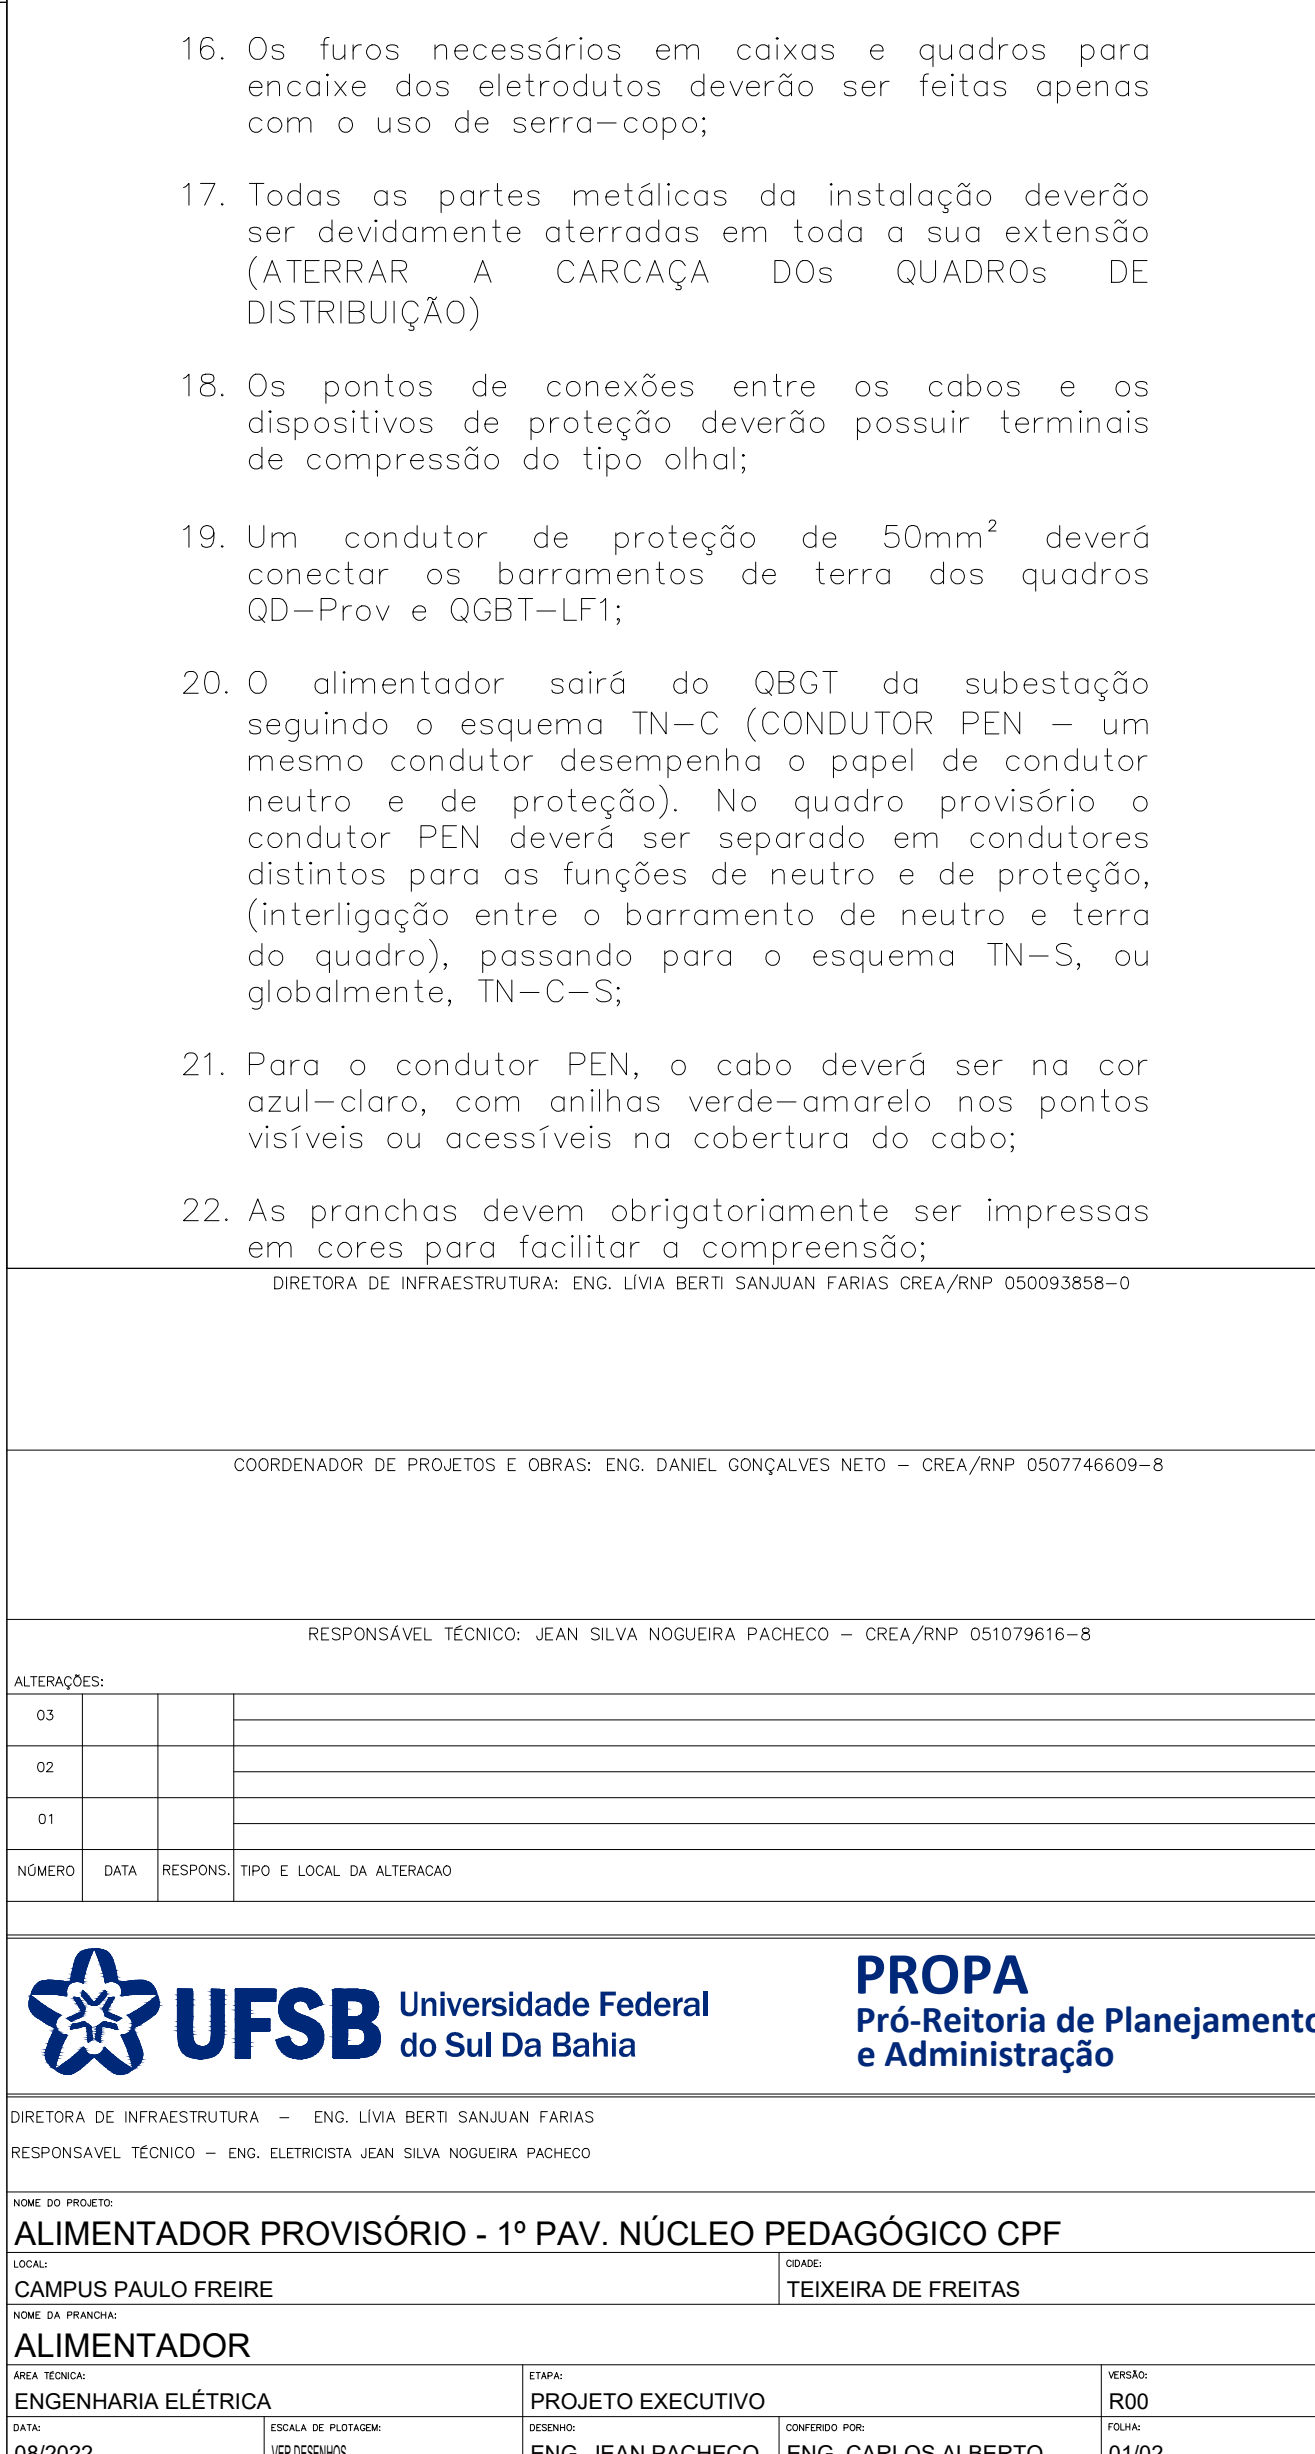 16. Os furos necessários em caixas e quadros para
encaixe dos eletrodutos deverão ser feitas apenas
com o uso de serra-copo;
17. Todas as partes metálicas da instalação deverão
ser devidamente aterradas em toda a sua extensão
(ATERRAR A CARCAÇA DOs QUADROs DE
DISTRIBUIÇÃO)
18. Os pontos de conexões entre os cabos e os
dispositivos de proteção deverão possuir terminais
de compressão do tipo olhal;
19. Um condutor de proteção de 50mm² deverá
conectar os barramentos de terra dos quadros
QD-Prov e QGBT-LF1;
20. O alimentador sairá do QBGT da subestação
seguindo o esquema TN-C (CONDUTOR PEN - um
mesmo condutor desempenha o papel de condutor
neutro e de proteção). No quadro provisório o
condutor PEN deverá ser separado em condutores
distintos para as funções de neutro e de proteção,
(interligação entre o barramento de neutro e terra
do quadro), passando para o esquema TN-S, ou
globalmente, TN-C-S;
21. Para o condutor PEN, o cabo deverá ser na cor
azul-claro, com anilhas verde-amarelo nos pontos
visíveis ou acessíveis na cobertura do cabo;
22. As pranchas devem obrigatoriamente ser impressas
em cores para facilitar a compreensão;
DIRETORA DE INFRAESTRUTURA: ENG. LÍVIA BERTI SANJUAN FARIAS CREA/RNP 050093858-0
COORDENADOR DE PROJETOS E OBRAS: ENG. DANIEL GONÇALVES NETO - CREA/RNP 0507746609-8
RESPONSÁVEL TÉCNICO: JEAN SILVA NOGUEIRA PACHECO - CREA/RNP 051079616-8
ALTERAÇÕES:
03
02
01
NÚMERO DATA RESPONS. TIPO E LOCAL DA ALTERACAO
UFSB Universidade Federal
do Sul Da Bahia
PROPA
Pró-Reitoria de Planejamento
e Administração
DIRETORA DE INFRAESTRUTURA - ENG. LÍVIA BERTI SANJUAN FARIAS
RESPONSAVEL TÉCNICO - ENG. ELETRICISTA JEAN SILVA NOGUEIRA PACHECO
NOME DO PROJETO:
ALIMENTADOR PROVISÓRIO - 1º PAV. NÚCLEO PEDAGÓGICO CPF
LOCAL: CIDADE:
CAMPUS PAULO FREIRE TEIXEIRA DE FREITAS
NOME DA PRANCHA:
ALIMENTADOR
ÁREA TÉCNICA: ETAPA: VERSÃO:
ENGENHARIA ELÉTRICA PROJETO EXECUTIVO R00
DATA: ESCALA DE PLOTAGEM: DESENHO: CONFERIDO POR: FOLHA:
08/2022 VER DESENHOS ENG. JEAN PACHECO ENG. CARLOS ALBERTO 01/02